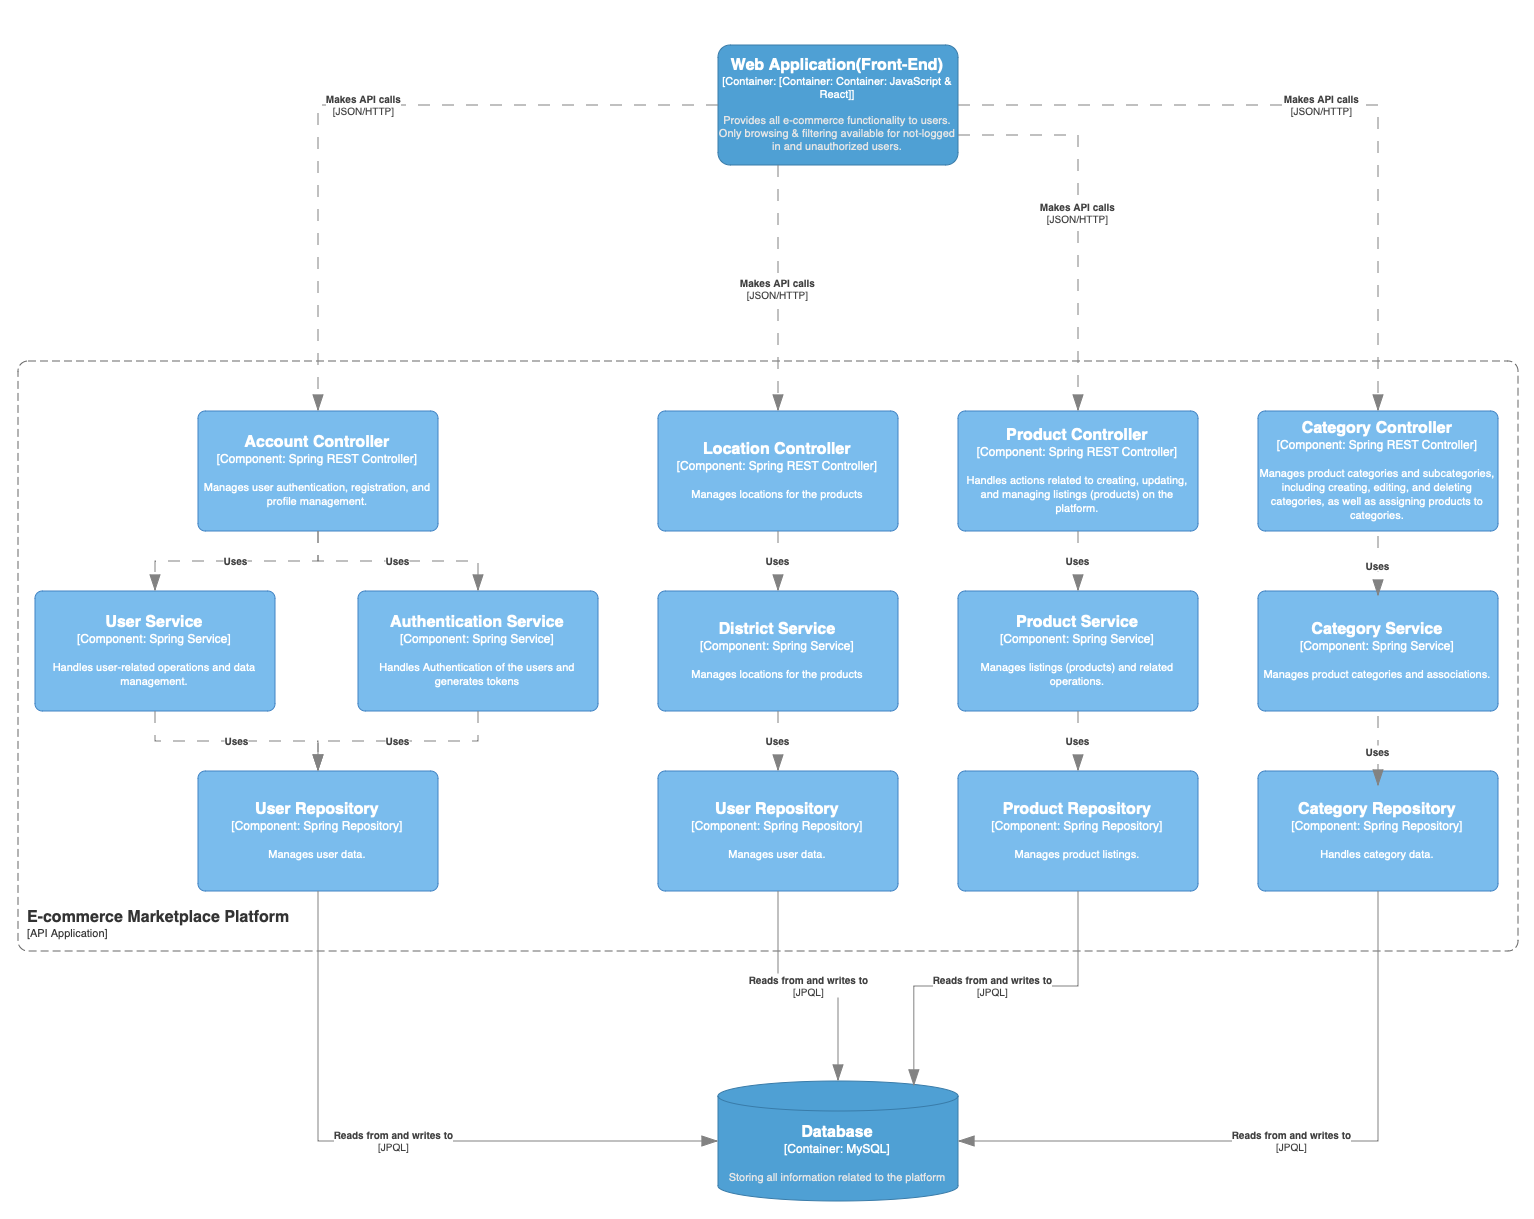 Web Application(Front-End)
[Container: [Container: Container: JavaScript &
React]]
Provides all e-commerce functionality to users.
Only browsing & filtering available for not-logged
in and unauthorized users.
Makes API calls
[JSON/HTTP]
Makes API calls
[JSON/HTTP]
Makes API calls
[JSON/HTTP]
Makes API calls
[JSON/HTTP]
Account Controller
[Component: Spring REST Controller]
Manages user authentication, registration, and
profile management.
Location Controller
[Component: Spring REST Controller]
Manages locations for the products
Product Controller
[Component: Spring REST Controller]
Handles actions related to creating, updating,
and managing listings (products) on the
platform.
Category Controller
[Component: Spring REST Controller]
Manages product categories and subcategories,
including creating, editing, and deleting
categories, as well as assigning products to
categories.
Uses
Uses
Uses
Uses
Uses
User Service
[Component: Spring Service]
Handles user-related operations and data
management.
Authentication Service
[Component: Spring Service]
Handles Authentication of the users and
generates tokens
District Service
[Component: Spring Service]
Manages locations for the products
Product Service
[Component: Spring Service]
Manages listings (products) and related
operations.
Category Service
[Component: Spring Service]
Manages product categories and associations.
Uses
Uses
Uses
Uses
Uses
User Repository
[Component: Spring Repository]
Manages user data.
User Repository
[Component: Spring Repository]
Manages user data.
Product Repository
[Component: Spring Repository]
Manages product listings.
Category Repository
[Component: Spring Repository]
Handles category data.
E-commerce Marketplace Platform
[API Application]
Reads from and writes to
[JPQL]
Reads from and writes to
[JPQL]
Reads from and writes to
[JPQL]
Reads from and writes to
[JPQL]
Database
[Container: MySQL]
Storing all information related to the platform